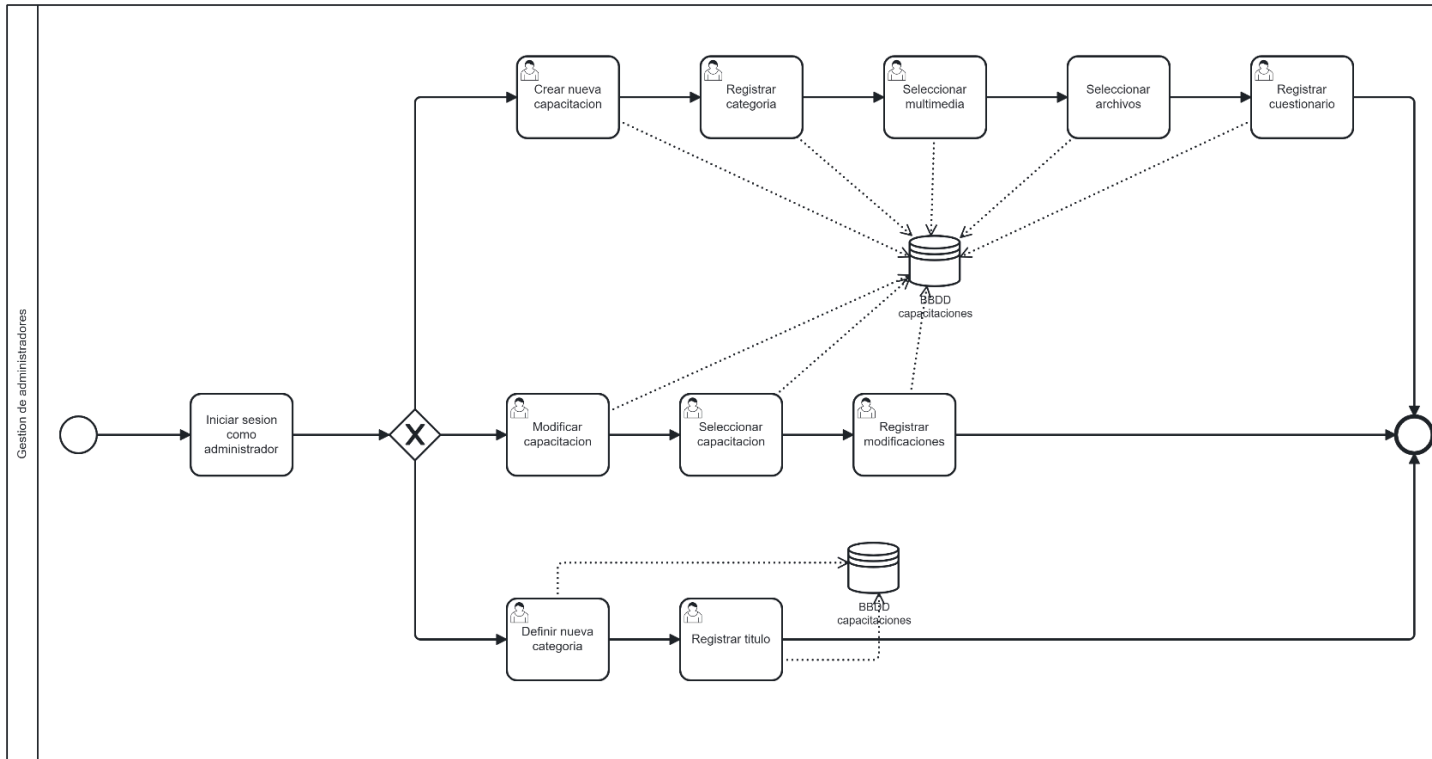 Gestion de administradores
Crear nueva
capacitacion
Registrar
categoria
Seleccionar
multimedia
Seleccionar
archivos
Registrar
cuestionario
BBDD
capacitaciones
Iniciar sesion
como
administrador
Modificar
capacitacion
Seleccionar
capacitacion
Registrar
modificaciones
BBDD
capacitaciones
Definir nueva
categoria
Registrar titulo